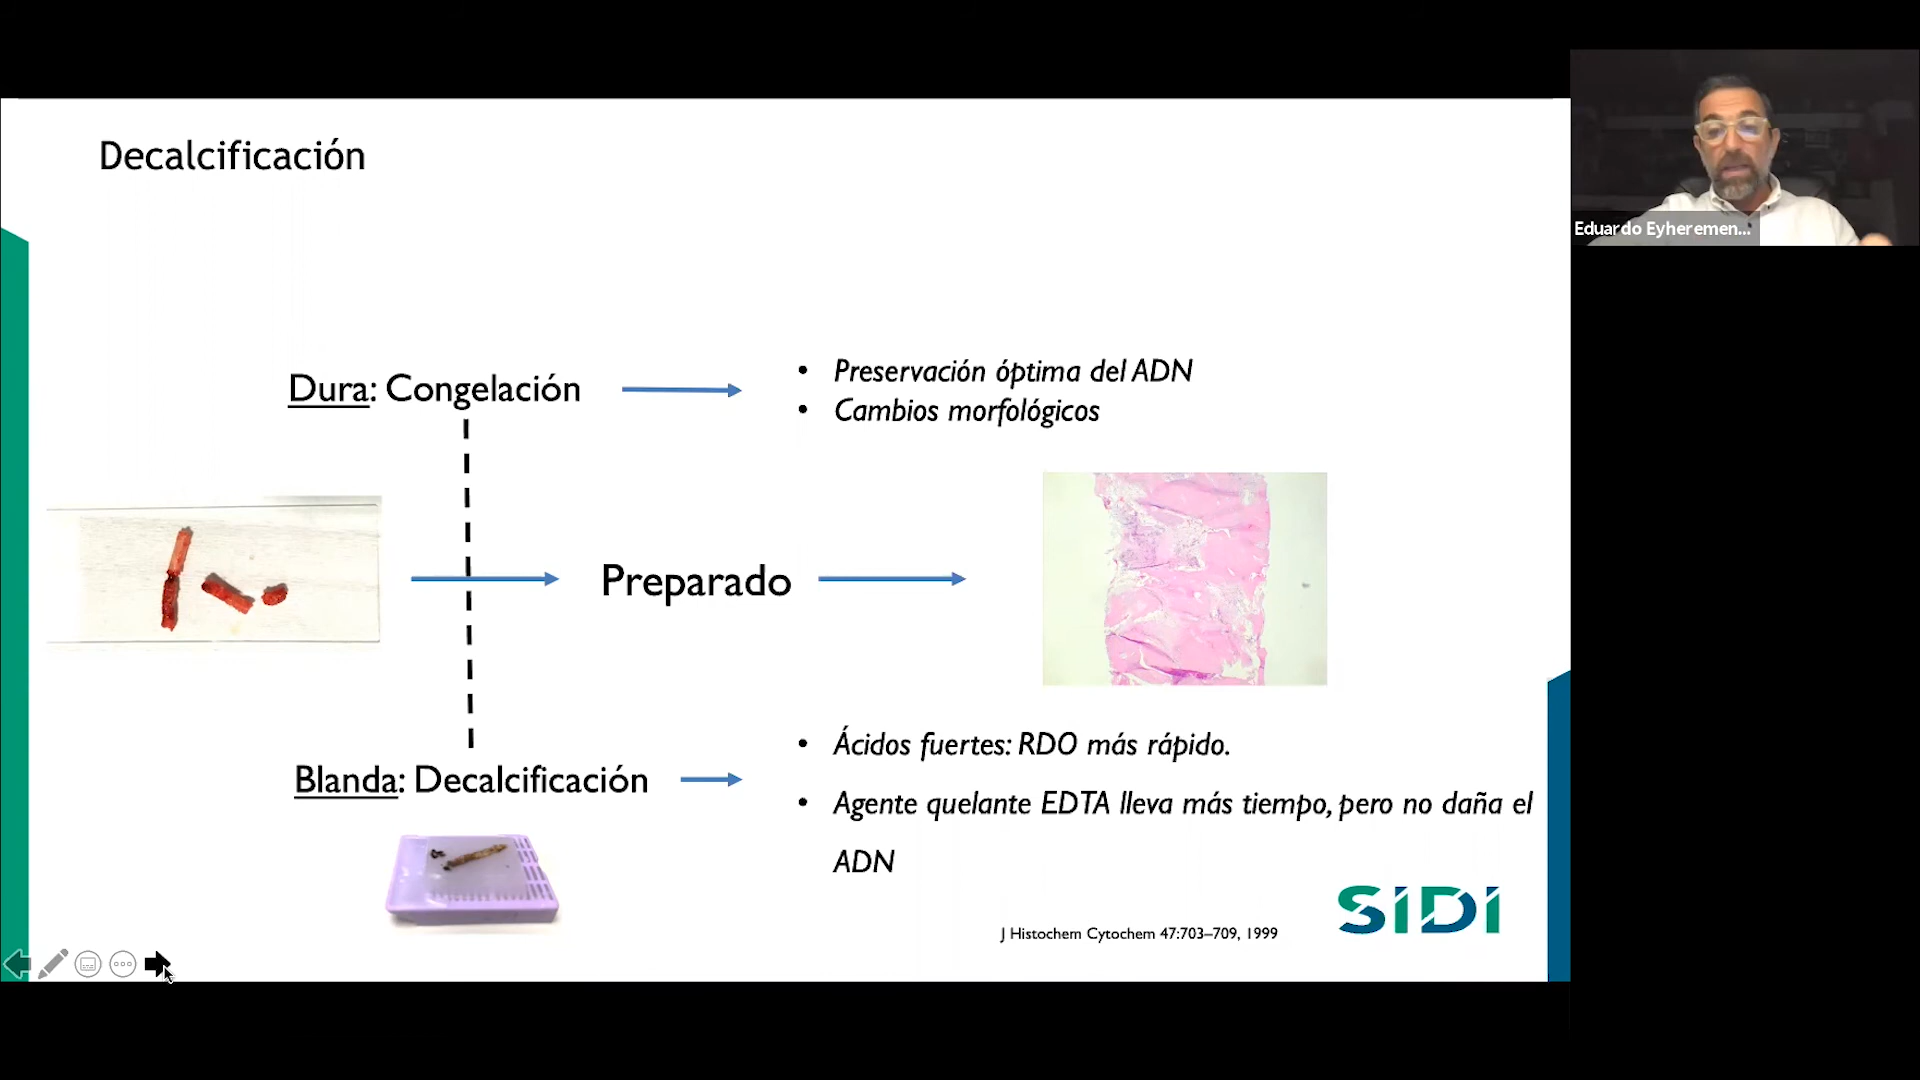 Decalcificación
Eduardo Eyheremen...
Dura: Congelación
• Preservación óptima del ADN
• Cambios morfológicos
Preparado
Blanda: Decalcificación
• Ácidos fuertes: RDO más rápido.
• Agente quelante EDTA lleva más tiempo, pero no daña el
ADN
SiDi
J Histochem Cytochem 47:703–709, 1999